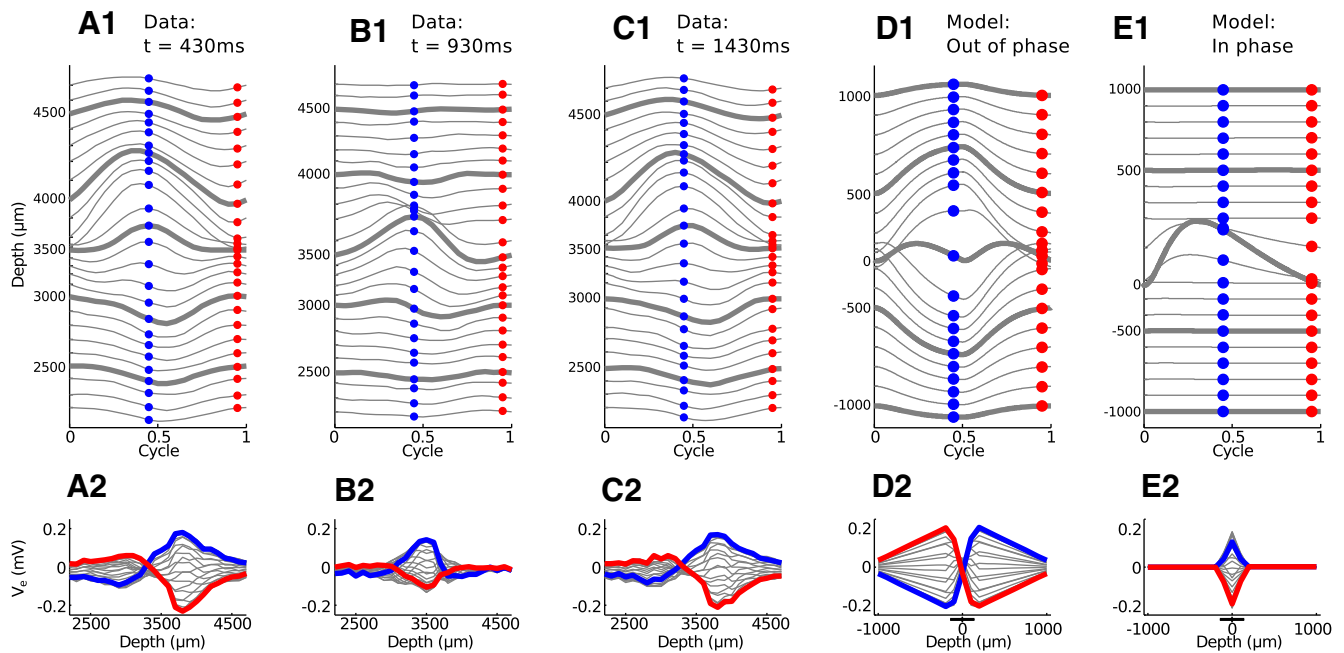 A1 Data: t = 430ms
B1 Data: t = 930ms
C1 Data: t = 1430ms
D1 Model: Out of phase
E1 Model: In phase
Depth (µm)
4500
4000
3500
3000
2500
0 0.5 1
Cycle
4500
4000
3500
3000
2500
0 0.5 1
Cycle
4500
4000
3500
3000
2500
0 0.5 1
Cycle
1000
500
0
-500
-1000
0 0.5 1
Cycle
1000
500
0
-500
-1000
0 0.5 1
Cycle
A2
B2
C2
D2
E2
Vₑ (mV)
0.2
0
-0.2
2500 3500 4500
Depth (µm)
0.2
0
-0.2
2500 3500 4500
Depth (µm)
0.2
0
-0.2
2500 3500 4500
Depth (µm)
0.2
0
-0.2
-1000 0 1000
Depth (µm)
0.2
0
-0.2
-1000 0 1000
Depth (µm)